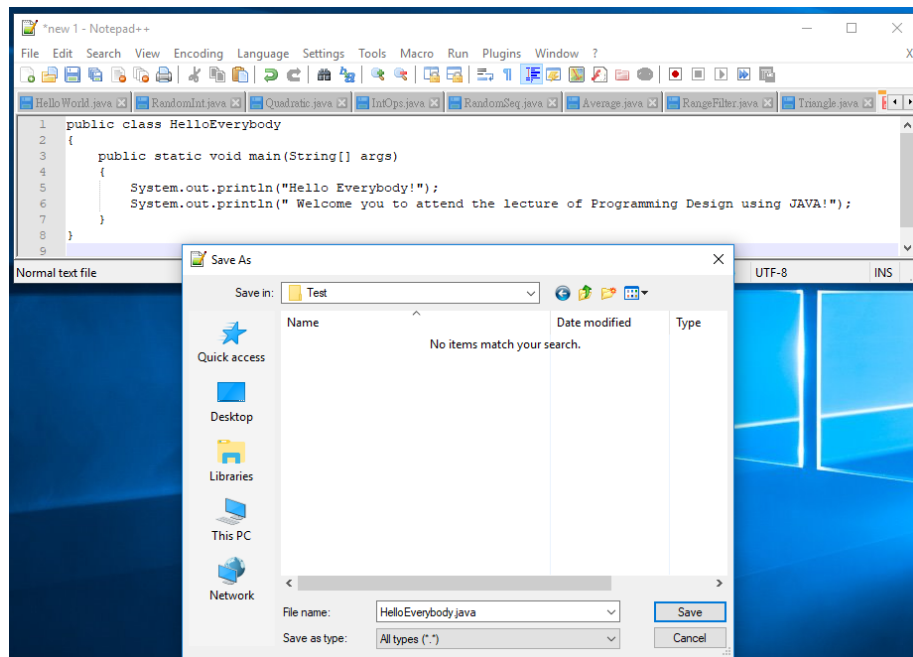 *new 1 - Notepad++
File Edit Search View Encoding Language Settings Tools Macro Run Plugins Window ? X
HelloWorld.java RandomInt.java Quadratic.java IntOps.java RandomSeq.java Average.java RangeFilter.java Triangle.java
1 public class HelloEverybody
2 {
3 public static void main(String[] args)
4 {
5 System.out.println("Hello Everybody!");
6 System.out.println(" Welcome you to attend the lecture of Programming Design using JAVA!");
7 }
8 }
9
Normal text file UTF-8 INS
Save As
Save in: Test
Name Date modified Type
No items match your search.
Quick access
Desktop
Libraries
This PC
Network
File name: HelloEverybody.java Save
Save as type: All types (*.*) Cancel